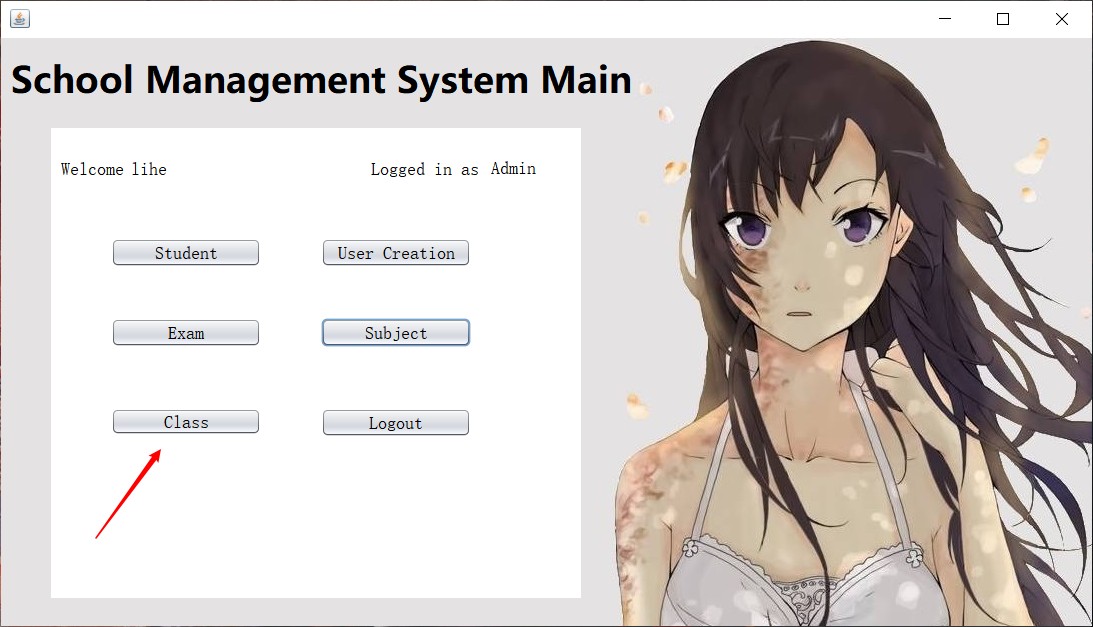 School Management System Main
Welcome lihe
Logged in as Admin
Student
User Creation
Exam
Subject
Class
Logout